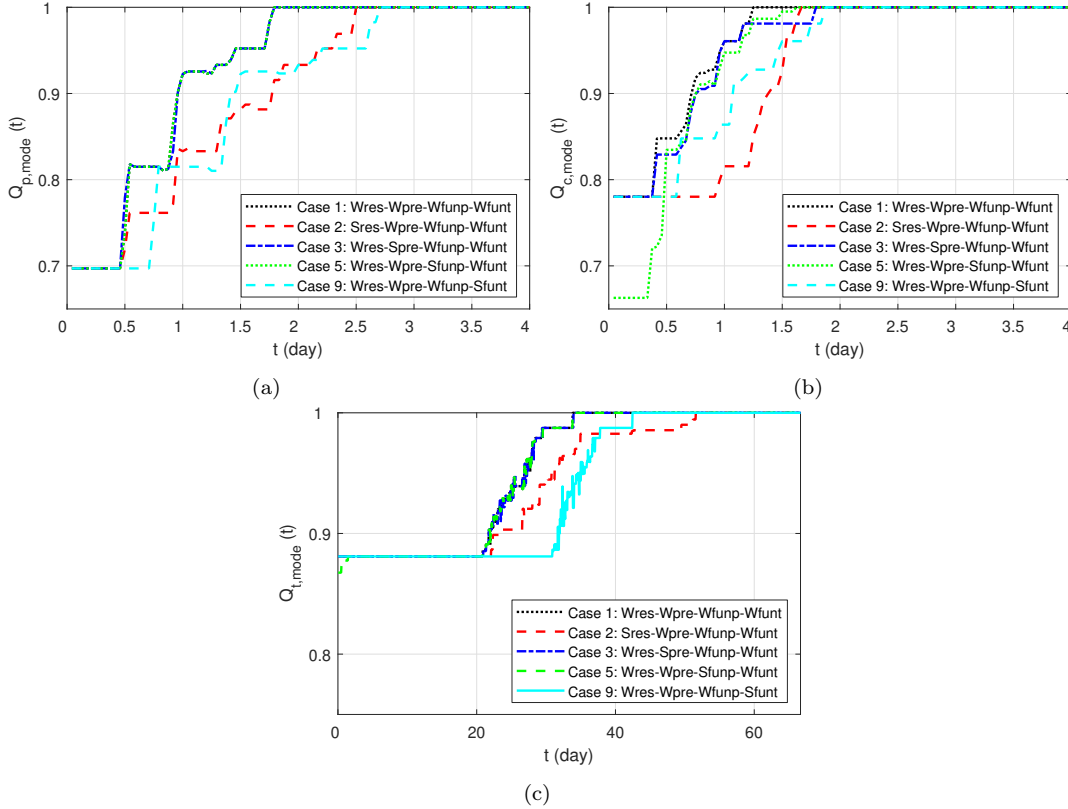 1
0.9
0.8
0.7
Q p,mode (t)
Case 1: Wres-Wpre-Wfunp-Wfunt
Case 2: Sres-Wpre-Wfunp-Wfunt
Case 3: Wres-Spre-Wfunp-Wfunt
Case 5: Wres-Wpre-Sfunp-Wfunt
Case 9: Wres-Wpre-Wfunp-Sfunt
0 0.5 1 1.5 2 2.5 3 3.5 4
t (day)
(a)
1
0.9
0.8
0.7
Q c,mode (t)
Case 1: Wres-Wpre-Wfunp-Wfunt
Case 2: Sres-Wpre-Wfunp-Wfunt
Case 3: Wres-Spre-Wfunp-Wfunt
Case 5: Wres-Wpre-Sfunp-Wfunt
Case 9: Wres-Wpre-Wfunp-Sfunt
0 0.5 1 1.5 2 2.5 3 3.5 4
t (day)
(b)
1
0.9
0.8
Q t,mode (t)
Case 1: Wres-Wpre-Wfunp-Wfunt
Case 2: Sres-Wpre-Wfunp-Wfunt
Case 3: Wres-Spre-Wfunp-Wfunt
Case 5: Wres-Wpre-Sfunp-Wfunt
Case 9: Wres-Wpre-Wfunp-Sfunt
0 20 40 60
t (day)
(c)